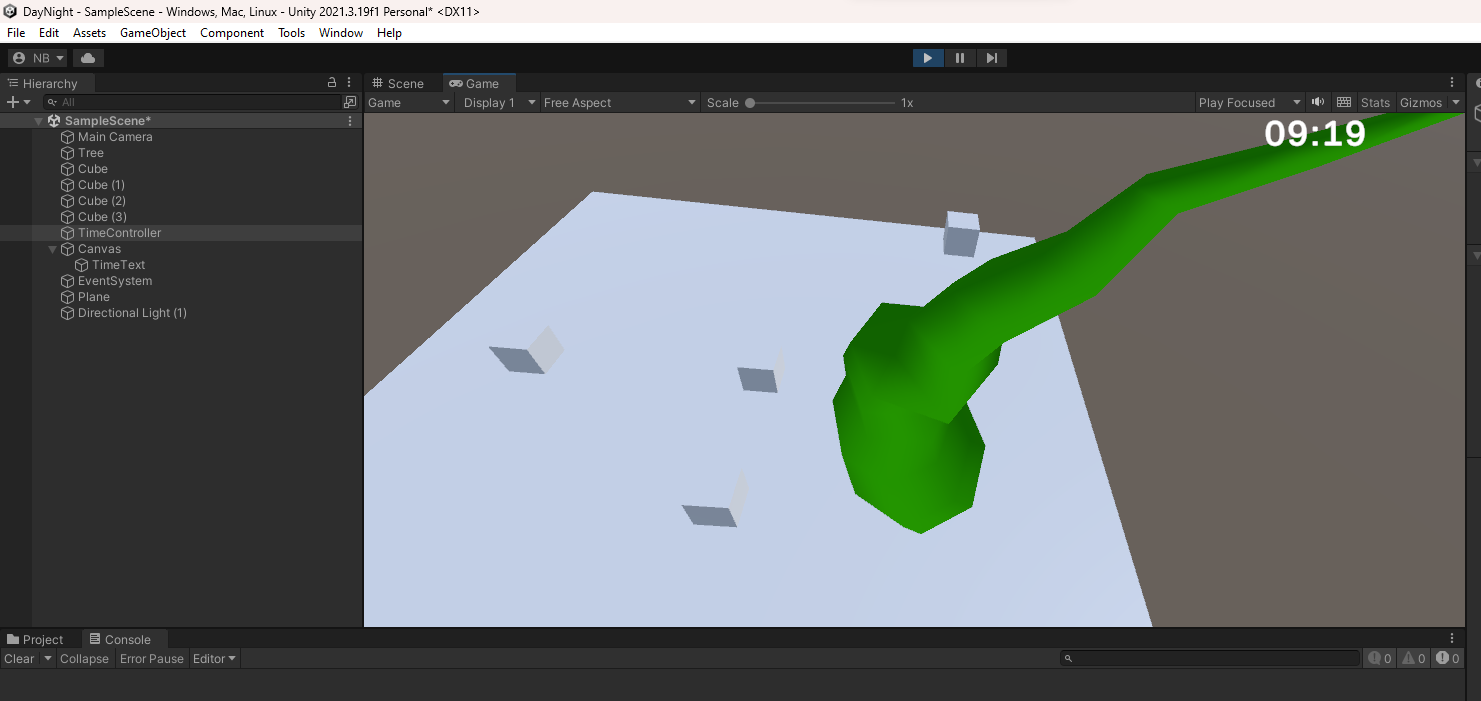 DayNight - SampleScene - Windows, Mac, Linux - Unity 2021.3.19f1 Personal* <DX11>
File Edit Assets GameObject Component Tools Window Help
NB
Hierarchy
All
SampleScene*
Main Camera
Tree
Cube
Cube (1)
Cube (2)
Cube (3)
TimeController
Canvas
TimeText
EventSystem
Plane
Directional Light (1)
Scene Game
Game Display 1 Free Aspect Scale 1x Play Focused Stats Gizmos
09:19
Project Console
Clear Collapse Error Pause Editor 0 0 0